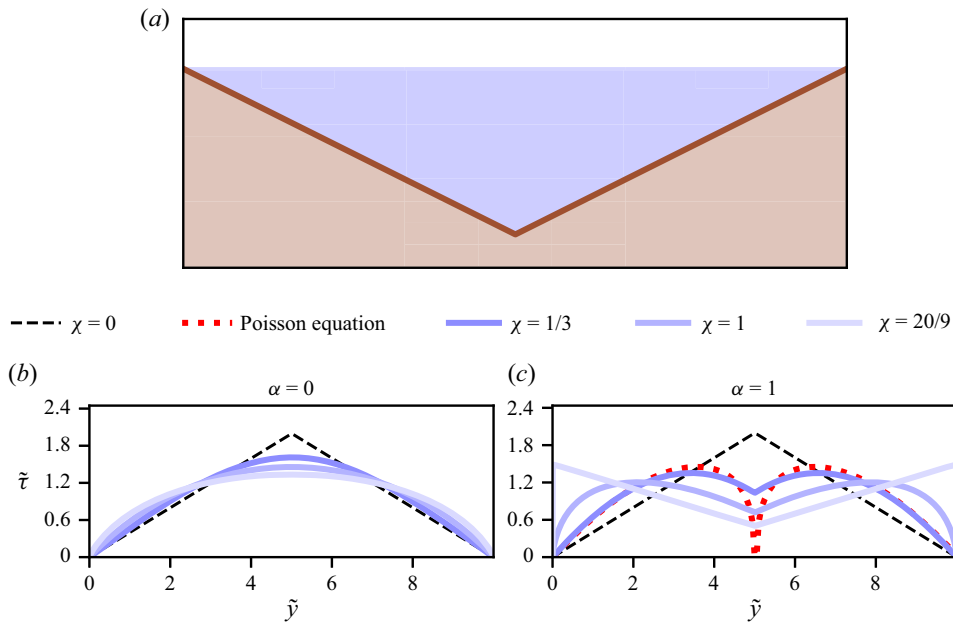 (a)
χ = 0 Poisson equation χ = 1/3 χ = 1 χ = 20/9
(b) α = 0
(c) α = 1
2.4
1.8
τ̃
1.2
0.6
0
0 2 4 6 8
ỹ
2.4
1.8
1.2
0.6
0
0 2 4 6 8
ỹ